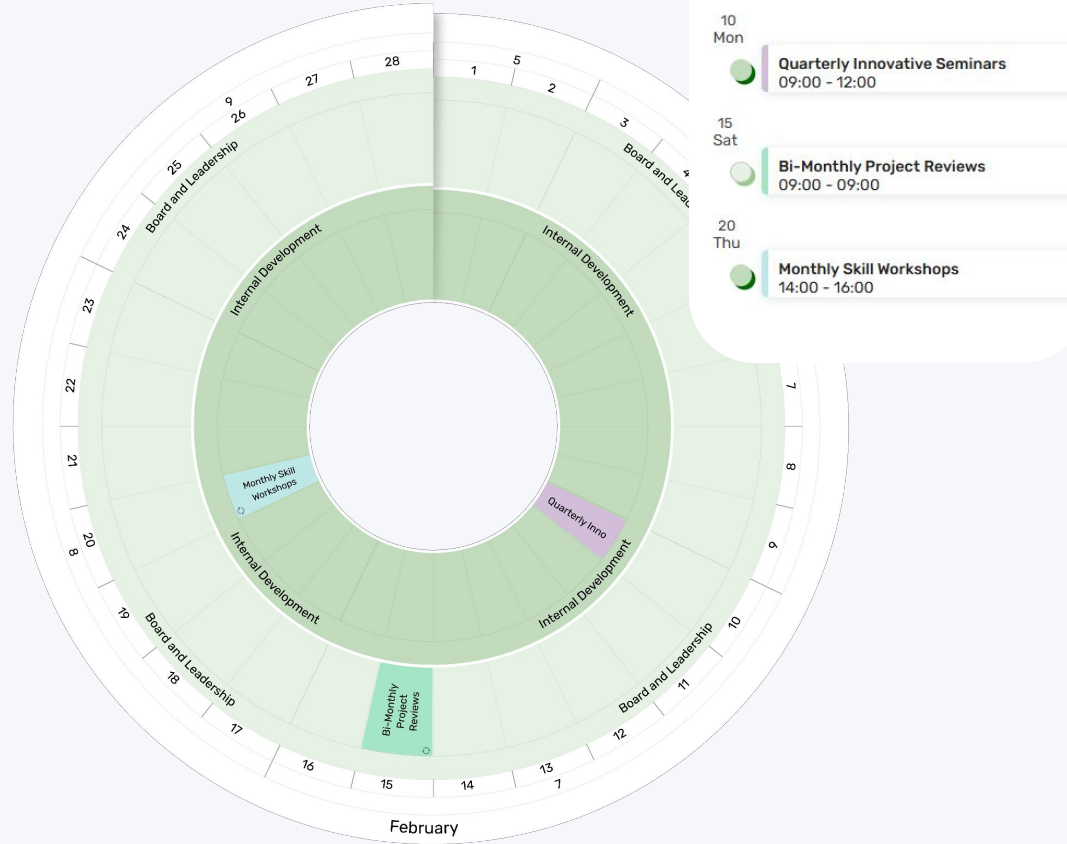 10
Mon
Quarterly Innovative Seminars
09:00 - 12:00
15
Sat
Bi-Monthly Project Reviews
09:00 - 09:00
20
Thu
Monthly Skill Workshops
14:00 - 16:00
28
1
5
2
3
4
7
8
9
10
11
12
13
7
14
15
16
17
18
19
20
8
21
22
23
24
25
26
9
27
Board and Leadership
Board and Lea
Internal Development
Internal Development
Monthly Skill
Workshops
Quarterly Inno
Internal Development
Internal Development
Board and Leadership
Board and Leadership
Bi-Monthly
Project
Reviews
February